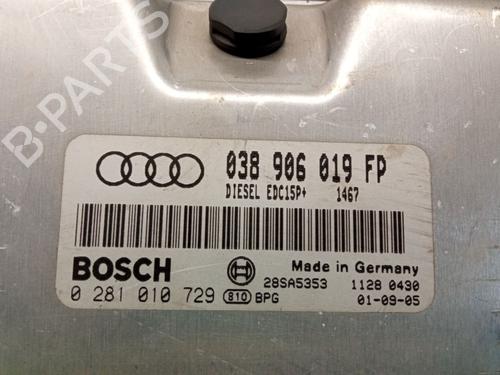 038 906 019 FP
DIESEL EDC15P+ 1467
BOSCH
Made in Germany
28SA5353 1128 0430
0 281 010 729 810 BPG 01-09-05
B-PARTS